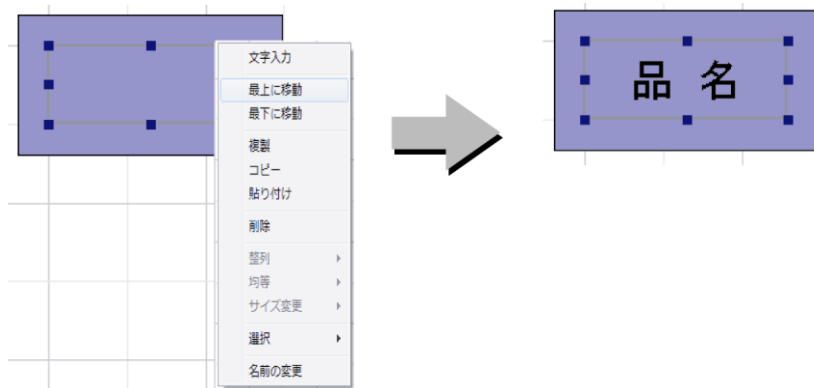 文字入力
最上に移動
最下に移動
複製
コピー
貼り付け
削除
整列
均等
サイズ変更
選択
名前の変更
品 名